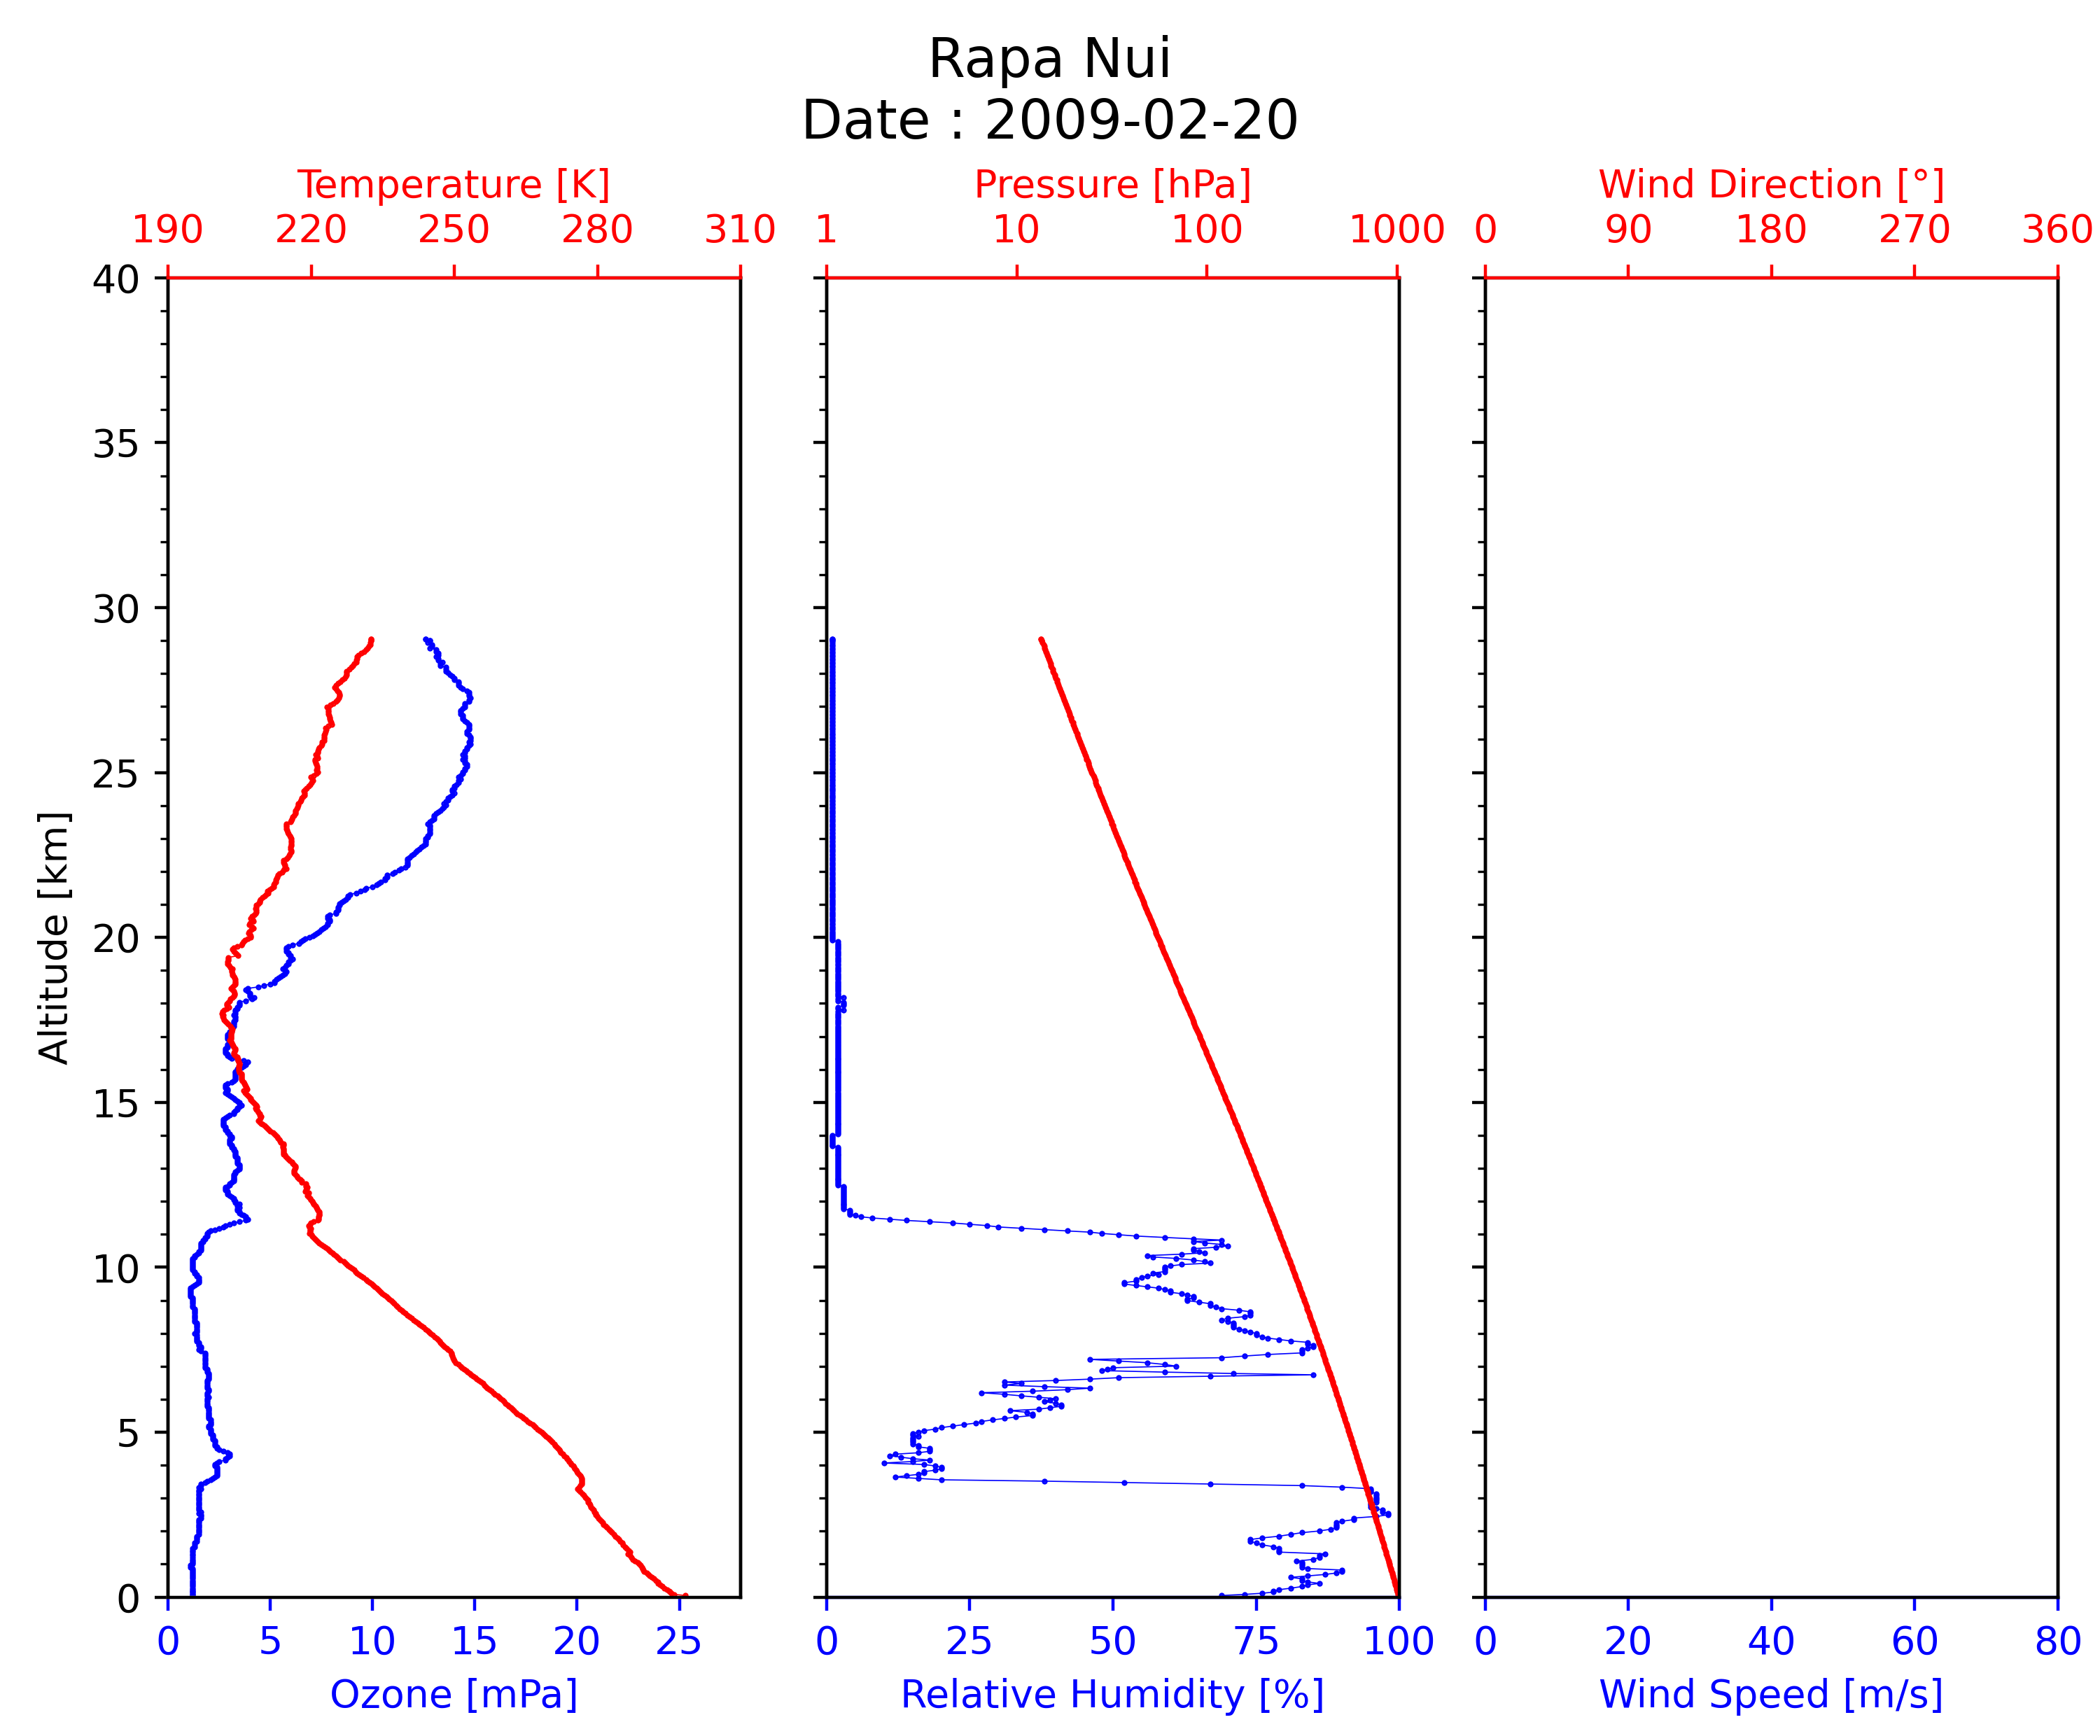 Rapa Nui
Date : 2009-02-20
Temperature [K] Pressure [hPa] Wind Direction [°]
190 220 250 280 310 1 10 100 1000 0 90 180 270 360
40
35
30
25
20
15
10
5
0
Altitude [km]
0 5 10 15 20 25 0 25 50 75 100 0 20 40 60 80
Ozone [mPa] Relative Humidity [%] Wind Speed [m/s]